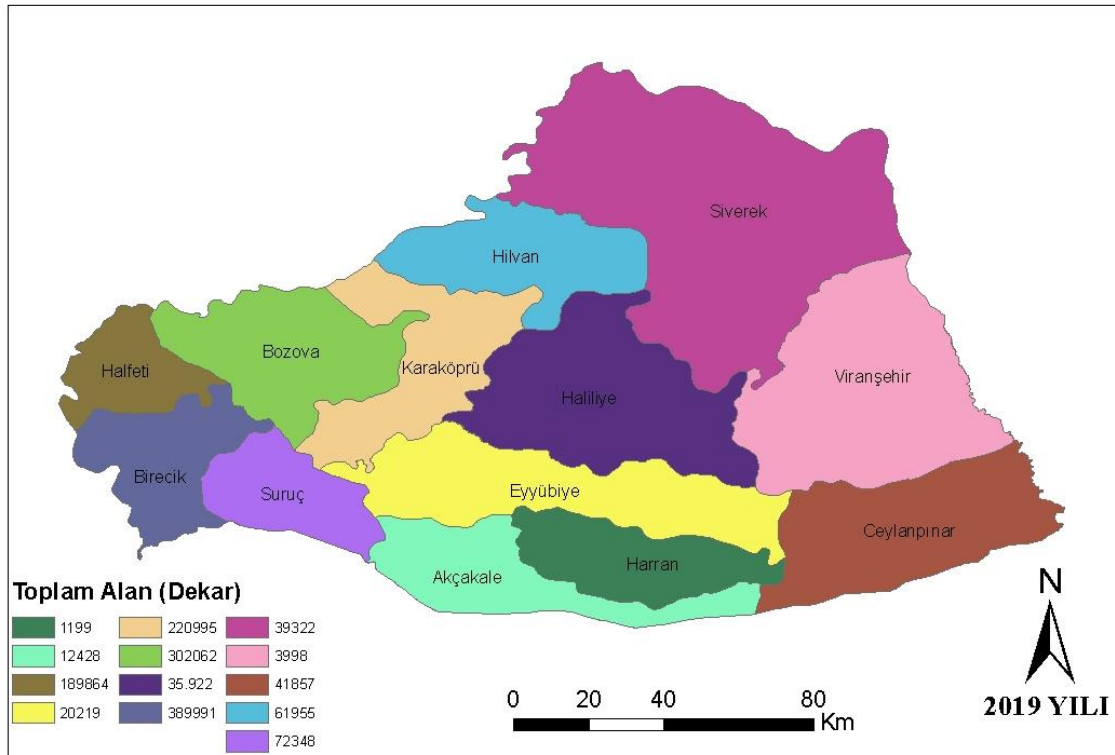 Siverek
Hilvan
Bozova
Karaköprü
Halfeti
Viranşehir
Haliliye
Birecik
Suruç
Eyyübiye
Ceylanpınar
Harran
Akçakale
Toplam Alan (Dekar)
1199 220995 39322
12428 302062 3998
189864 35.922 41857
20219 389991 61955
72348
0 20 40 80
Km
N
2019 YILI